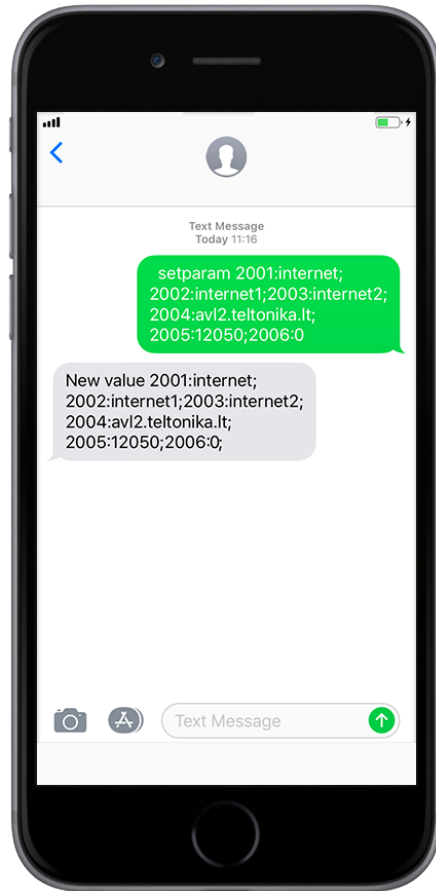 Text Message
Today 11:16
setparam 2001:internet;
2002:internet1;2003:internet2;
2004:avl2.teltonika.lt;
2005:12050;2006:0
New value 2001:internet;
2002:internet1;2003:internet2;
2004:avl2.teltonika.lt;
2005:12050;2006:0;
Text Message